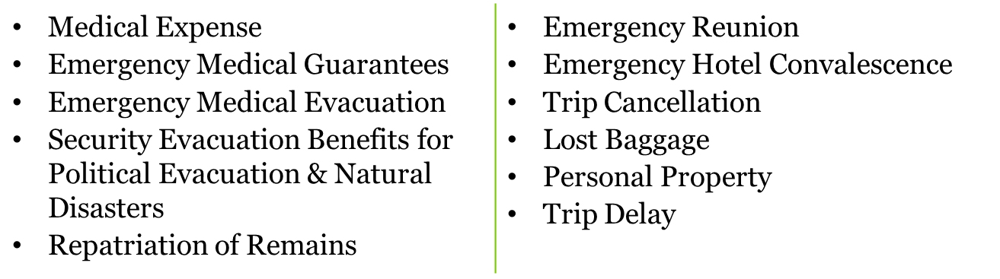 • Medical Expense
• Emergency Medical Guarantees
• Emergency Medical Evacuation
• Security Evacuation Benefits for
Political Evacuation & Natural
Disasters
• Repatriation of Remains
• Emergency Reunion
• Emergency Hotel Convalescence
• Trip Cancellation
• Lost Baggage
• Personal Property
• Trip Delay